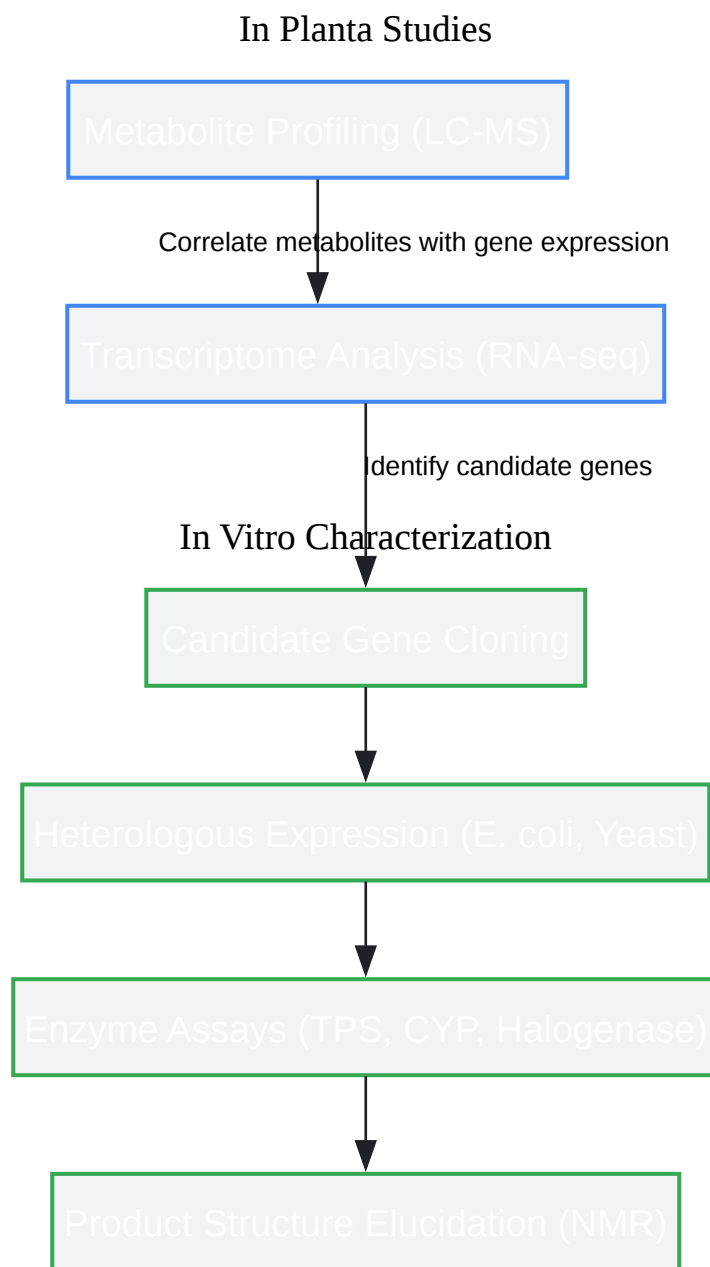 In Planta Studies
Metabolite Profiling (LC-MS)
Correlate metabolites with gene expression
Transcriptome Analysis (RNA-seq)
Identify candidate genes
In Vitro Characterization
Candidate Gene Cloning
Heterologous Expression (E. coli, Yeast)
Enzyme Assays (TPS, CYP, Halogenase)
Product Structure Elucidation (NMR)